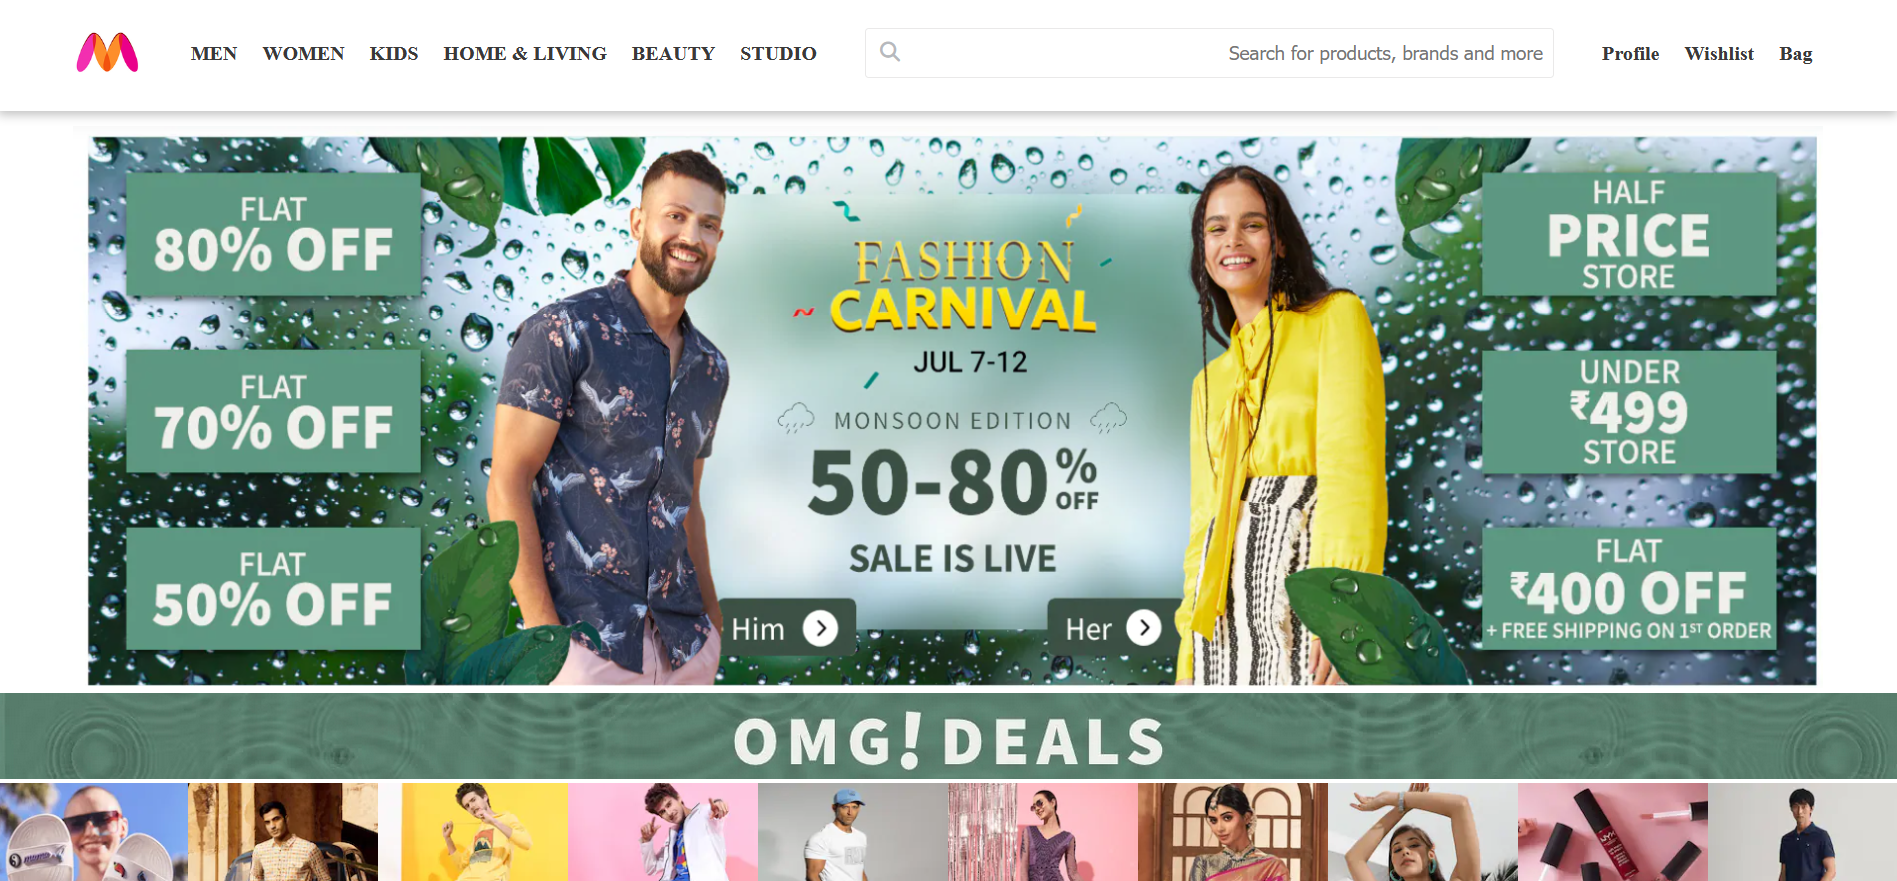 MEN WOMEN KIDS HOME & LIVING BEAUTY STUDIO
Search for products, brands and more
Profile Wishlist Bag
FLAT
80% OFF
FLAT
70% OFF
FLAT
50% OFF
FASHION
CARNIVAL
JUL 7-12
MONSOON EDITION
50-80% OFF
SALE IS LIVE
Him
Her
HALF
PRICE
STORE
UNDER
₹499
STORE
FLAT
₹400 OFF
+ FREE SHIPPING ON 1ST ORDER
OMG! DEALS
NYX